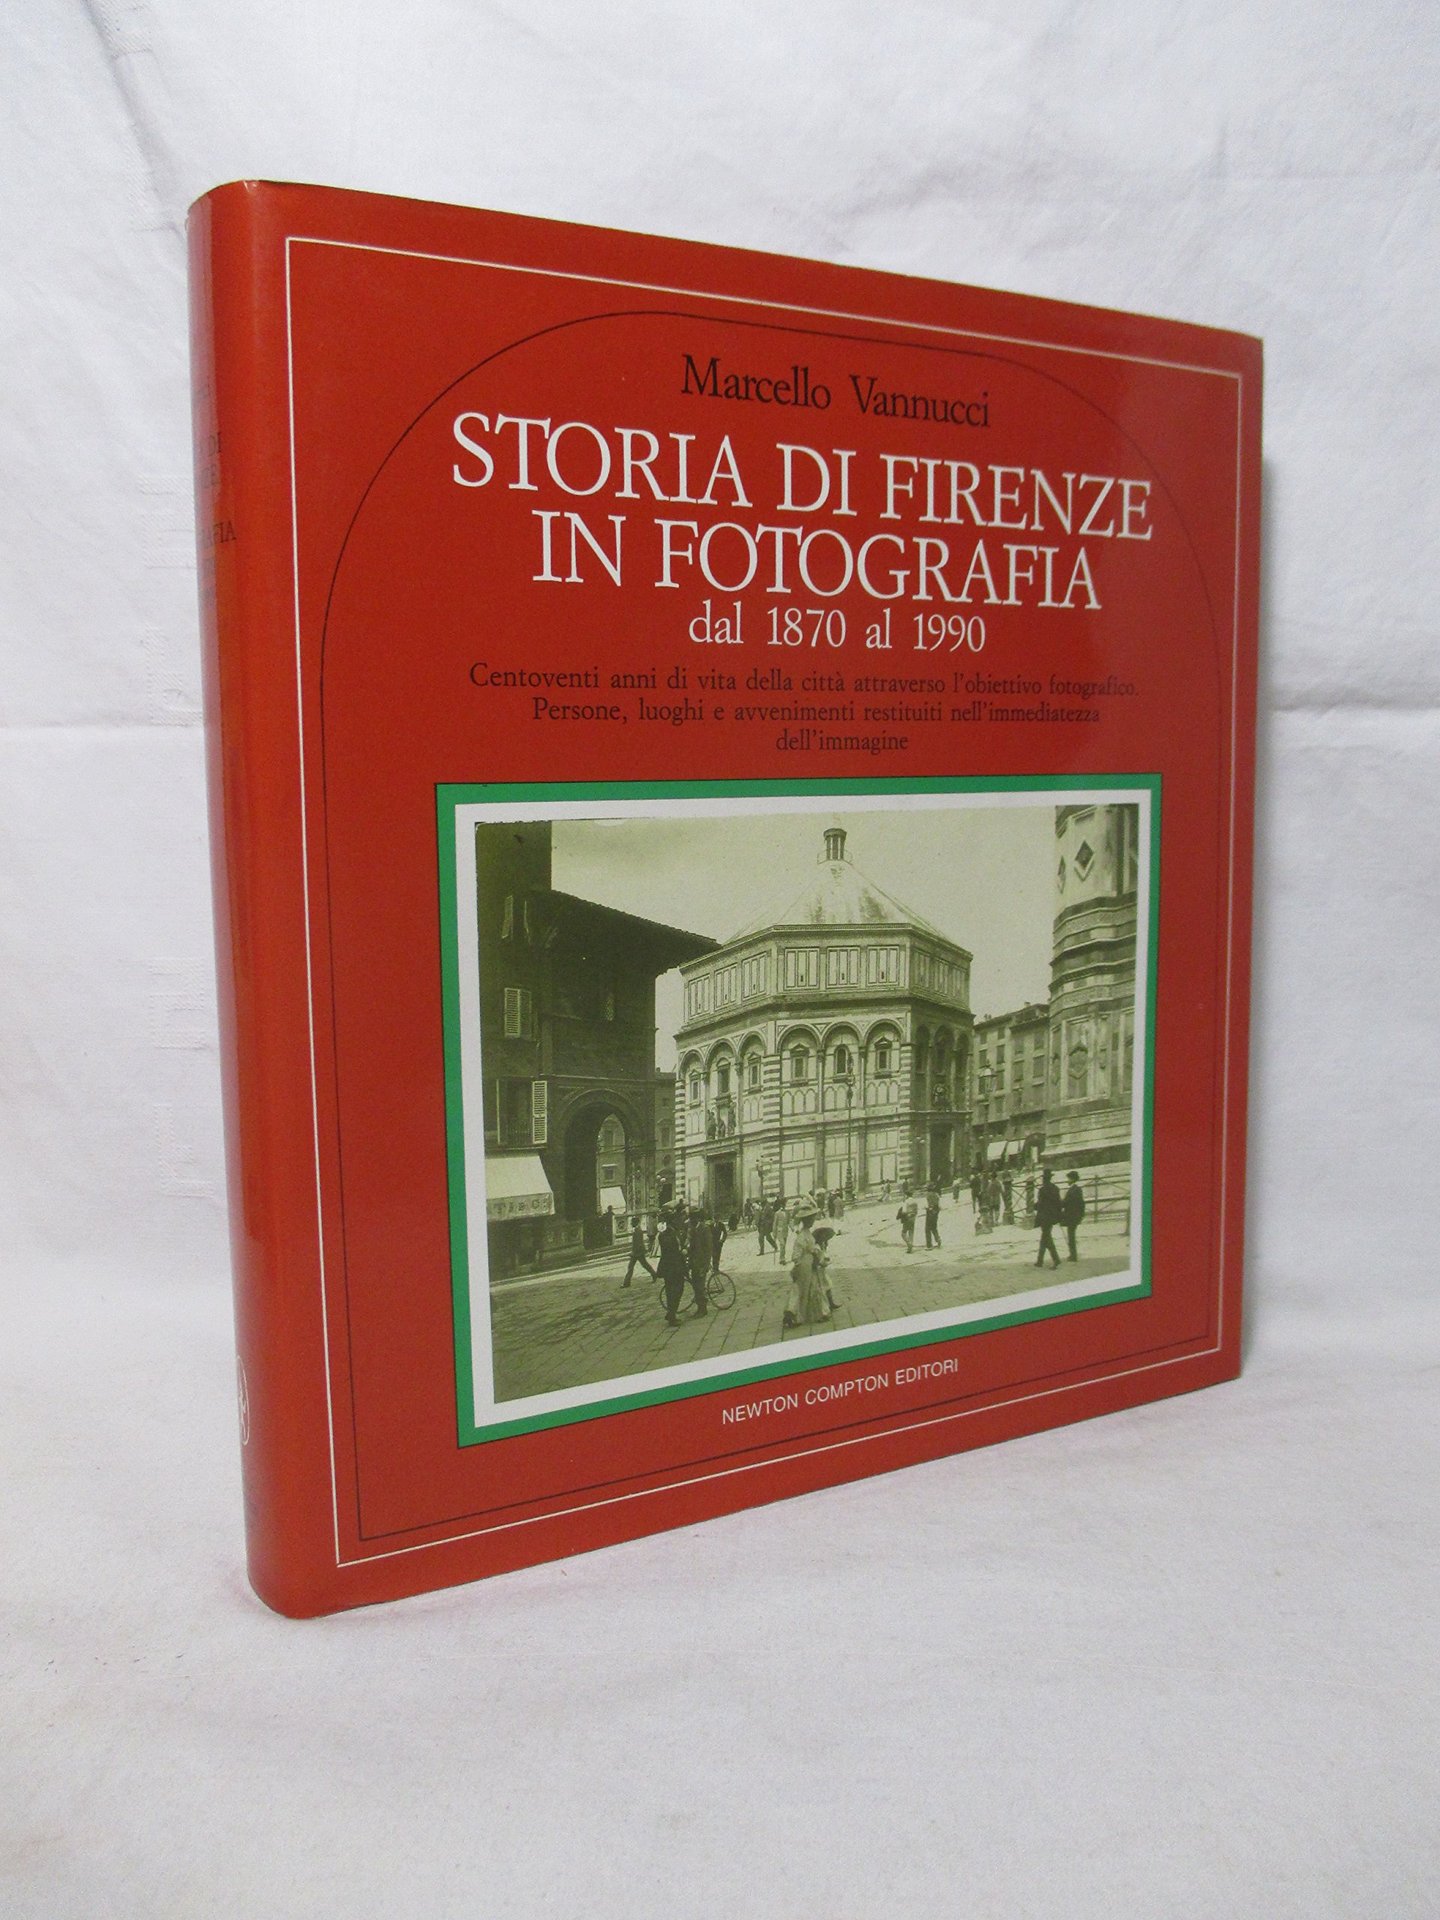 Marcello Vannucci
STORIA DI FIRENZE
IN FOTOGRAFIA
dal 1870 al 1990
Centoventi anni di vita della città attraverso l'obiettivo fotografico.
Persone, luoghi e avvenimenti restituiti nell'immediatezza
dell'immagine
NEWTON COMPTON EDITORI